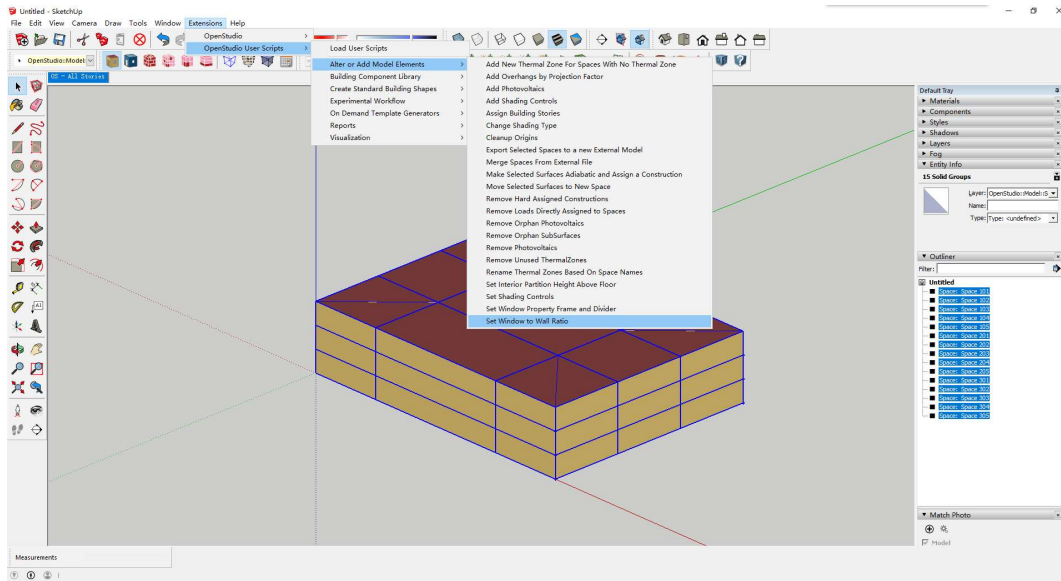 Untitled - SketchUp
File Edit View Camera Draw Tools Window Extensions Help
OpenStudio
OpenStudio User Scripts
Load User Scripts
Alter or Add Model Elements
Building Component Library
Create Standard Building Shapes
Experimental Workflow
On Demand Template Generators
Reports
Visualization
Add New Thermal Zone For Spaces With No Thermal Zone
Add Overhangs by Projection Factor
Add Photovoltaics
Add Shading Controls
Assign Building Stories
Change Shading Type
Cleanup Origins
Export Selected Spaces to a new External Model
Merge Spaces From External File
Make Selected Surfaces Adiabatic and Assign a Construction
Move Selected Surfaces to New Space
Remove Hard Assigned Constructions
Remove Loads Directly Assigned to Spaces
Remove Orphan Photovoltaics
Remove Orphan SubSurfaces
Remove Photovoltaics
Remove Unused ThermalZones
Rename Thermal Zones Based On Space Names
Set Interior Partition Height Above Floor
Set Shading Controls
Set Window Property Frame and Divider
Set Window to Wall Ratio
OpenStudio::Model:
OS - All Stories
Default Tray
Materials
Components
Styles
Shadows
Layers
Fog
Entity Info
15 Solid Groups
Layer: OpenStudio::Model::S
Name:
Type: Type: <undefined>
Outliner
Filter:
Untitled
Space: Space 101
Space: Space 102
Space: Space 103
Space: Space 104
Space: Space 105
Space: Space 201
Space: Space 202
Space: Space 203
Space: Space 204
Space: Space 205
Space: Space 301
Space: Space 302
Space: Space 303
Space: Space 304
Space: Space 305
Match Photo
Model
Measurements